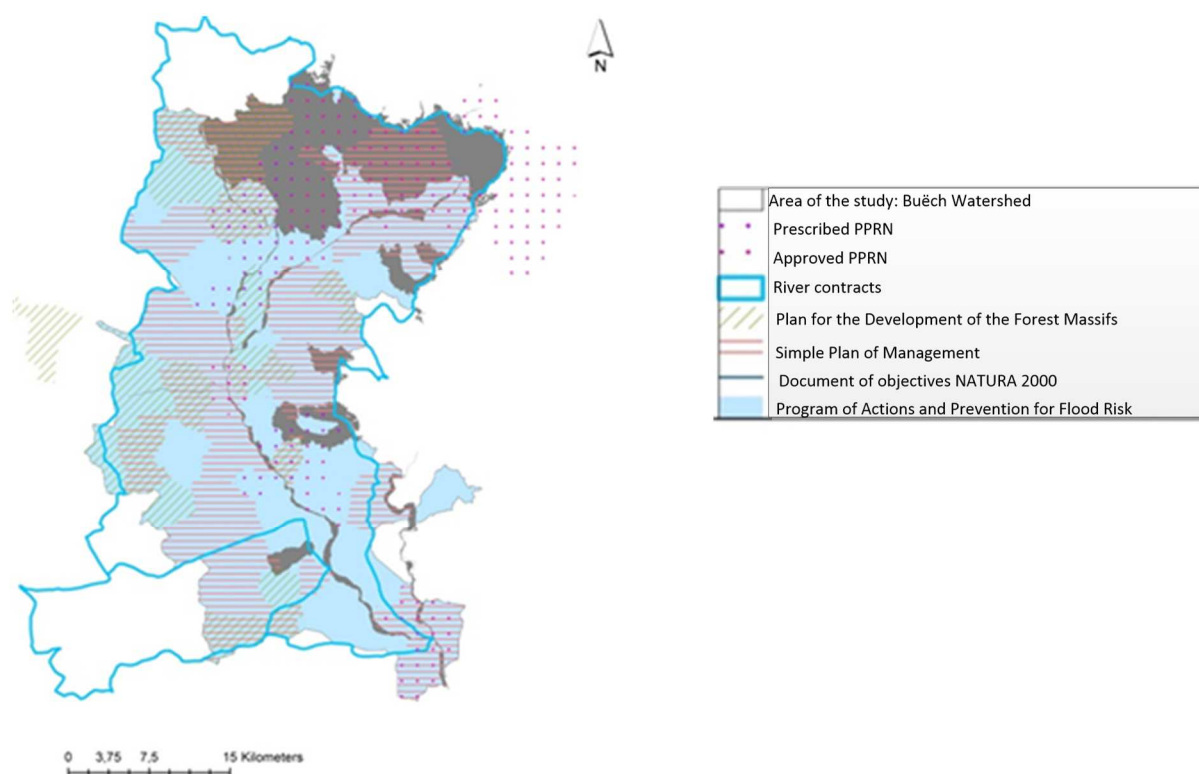 N
Area of the study: Buëch Watershed
Prescribed PPRN
Approved PPRN
River contracts
Plan for the Development of the Forest Massifs
Simple Plan of Management
Document of objectives NATURA 2000
Program of Actions and Prevention for Flood Risk
0 3,75 7,5 15 Kilometers